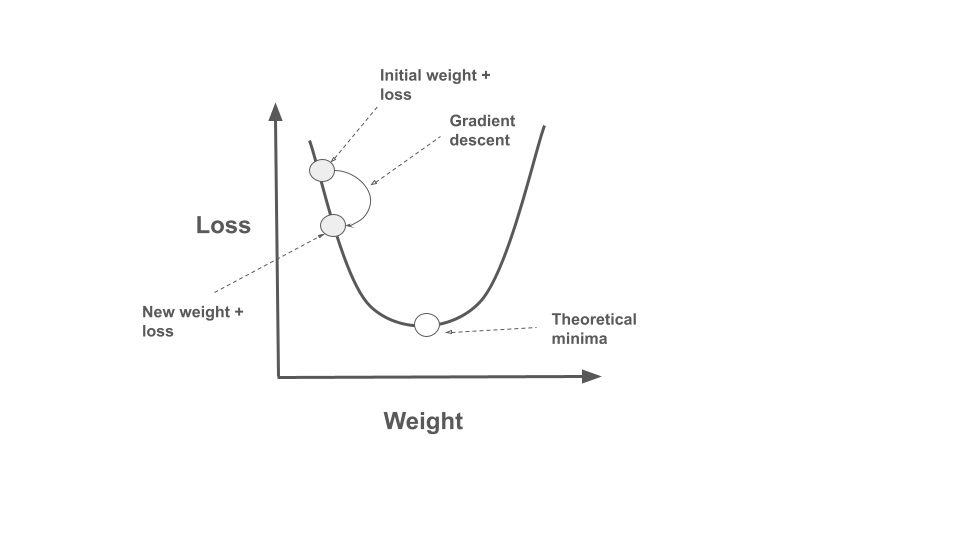 Initial weight +
loss
Gradient
descent
Loss
New weight +
loss
Theoretical
minima
Weight